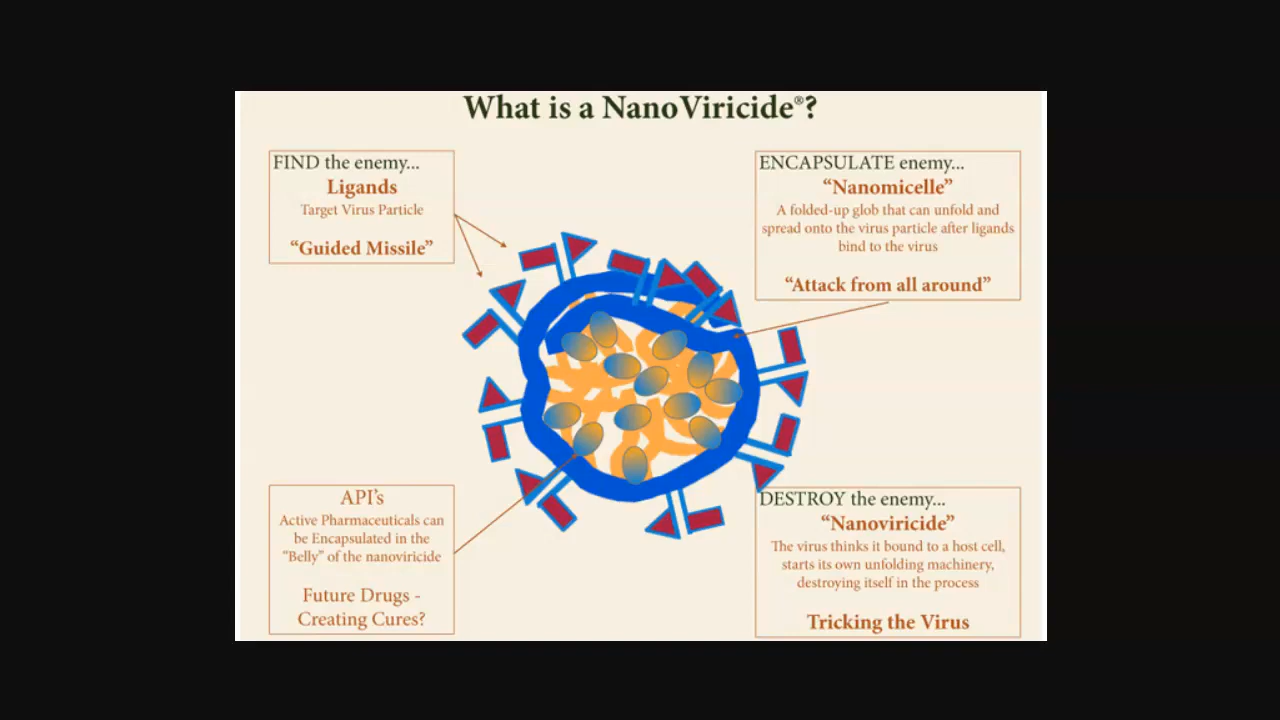 What is a NanoViricide®?
FIND the enemy...
Ligands
Target Virus Particle
“Guided Missile”
ENCAPSULATE enemy...
“Nanomicelle”
A folded-up glob that can unfold and
spread onto the virus particle after ligands
bind to the virus
“Attack from all around”
API’s
Active Pharmaceuticals can
be Encapsulated in the
“Belly” of the nanoviricide
Future Drugs -
Creating Cures?
DESTROY the enemy...
“Nanoviricide”
The virus thinks it bound to a host cell,
starts its own unfolding machinery,
destroying itself in the process
Tricking the Virus